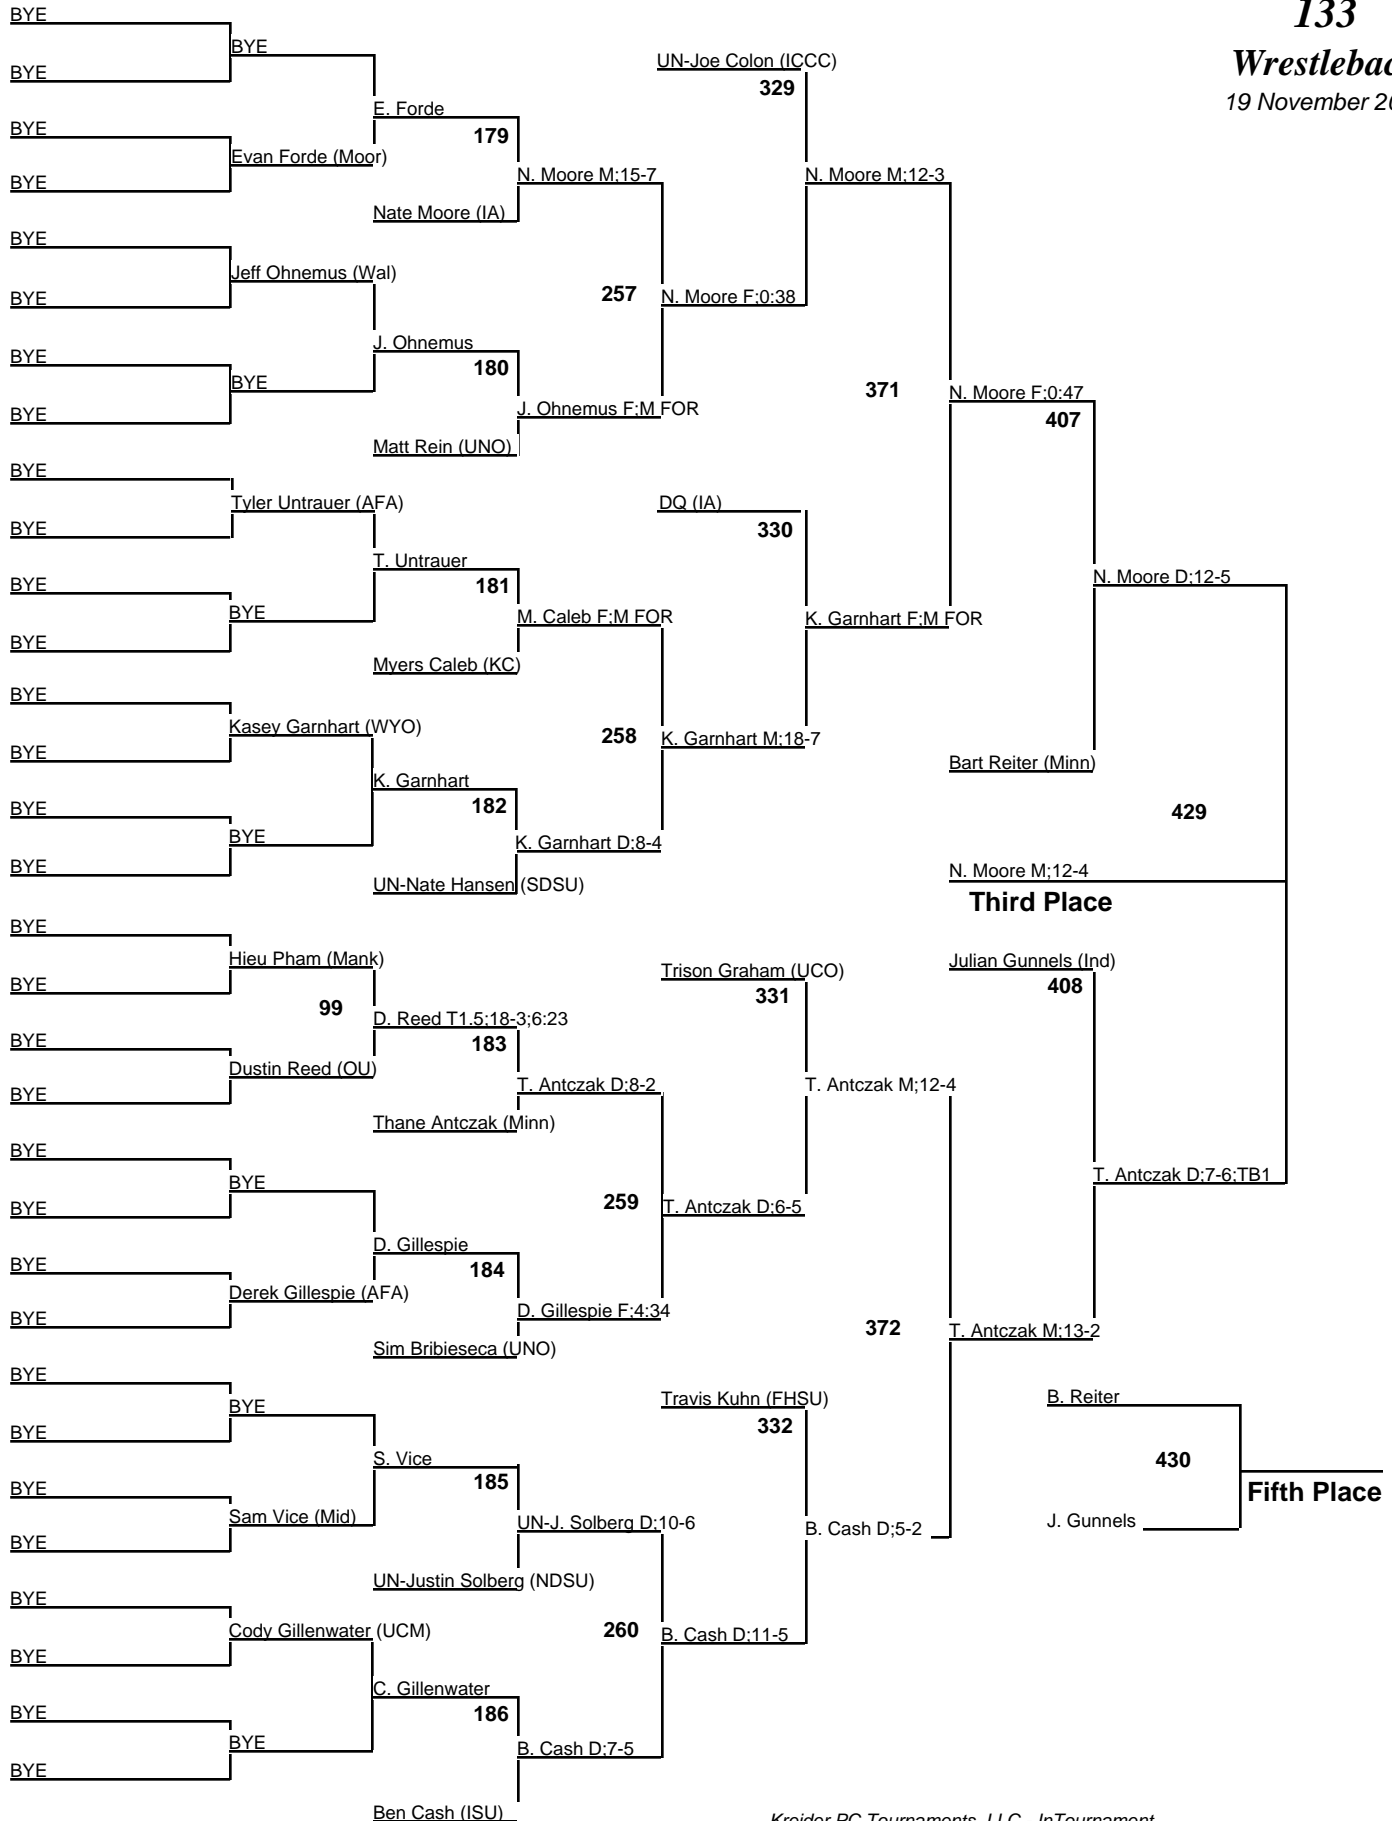 133
Wrestlebac
19 November 20
BYE
BYE
BYE
UN-Joe Colon (ICCC)
BYE
329
E. Forde
BYE
179
Evan Forde (Moor)
BYE
N. Moore M;15-7
N. Moore M;12-3
Nate Moore (IA)
BYE
Jeff Ohnemus (Wal)
BYE
257
N. Moore F;0:38
J. Ohnemus
BYE
180
BYE
371
N. Moore F;0:47
BYE
J. Ohnemus F;M FOR
407
Matt Rein (UNO)
BYE
Tyler Untrauer (AFA)
DQ (IA)
BYE
330
T. Untrauer
BYE
181
N. Moore D;12-5
BYE
M. Caleb F;M FOR
K. Garnhart F;M FOR
BYE
Myers Caleb (KC)
BYE
Kasey Garnhart (WYO)
258
K. Garnhart M;18-7
BYE
Bart Reiter (Minn)
K. Garnhart
BYE
182
429
BYE
K. Garnhart D;8-4
BYE
N. Moore M;12-4
UN-Nate Hansen (SDSU)
Third Place
BYE
Hieu Pham (Mank)
Julian Gunnels (Ind)
BYE
Trison Graham (UCO)
408
99
331
D. Reed T1.5;18-3;6:23
BYE
183
Dustin Reed (OU)
BYE
T. Antczak D;8-2
T. Antczak M;12-4
Thane Antczak (Minn)
BYE
BYE
T. Antczak D;7-6;TB1
BYE
259
T. Antczak D;6-5
D. Gillespie
BYE
184
Derek Gillespie (AFA)
BYE
D. Gillespie F;4:34
372
T. Antczak M;13-2
Sim Bribieseca (UNO)
BYE
BYE
Travis Kuhn (FHSU)
B. Reiter
BYE
332
S. Vice
430
BYE
185
Fifth Place
Sam Vice (Mid)
BYE
UN-J. Solberg D;10-6
B. Cash D;5-2
J. Gunnels
UN-Justin Solberg (NDSU)
BYE
Cody Gillenwater (UCM)
260
B. Cash D;11-5
BYE
C. Gillenwater
BYE
186
BYE
B. Cash D;7-5
BYE
Ben Cash (ISU)
Kreider PC Tournaments, LLC - InTournament